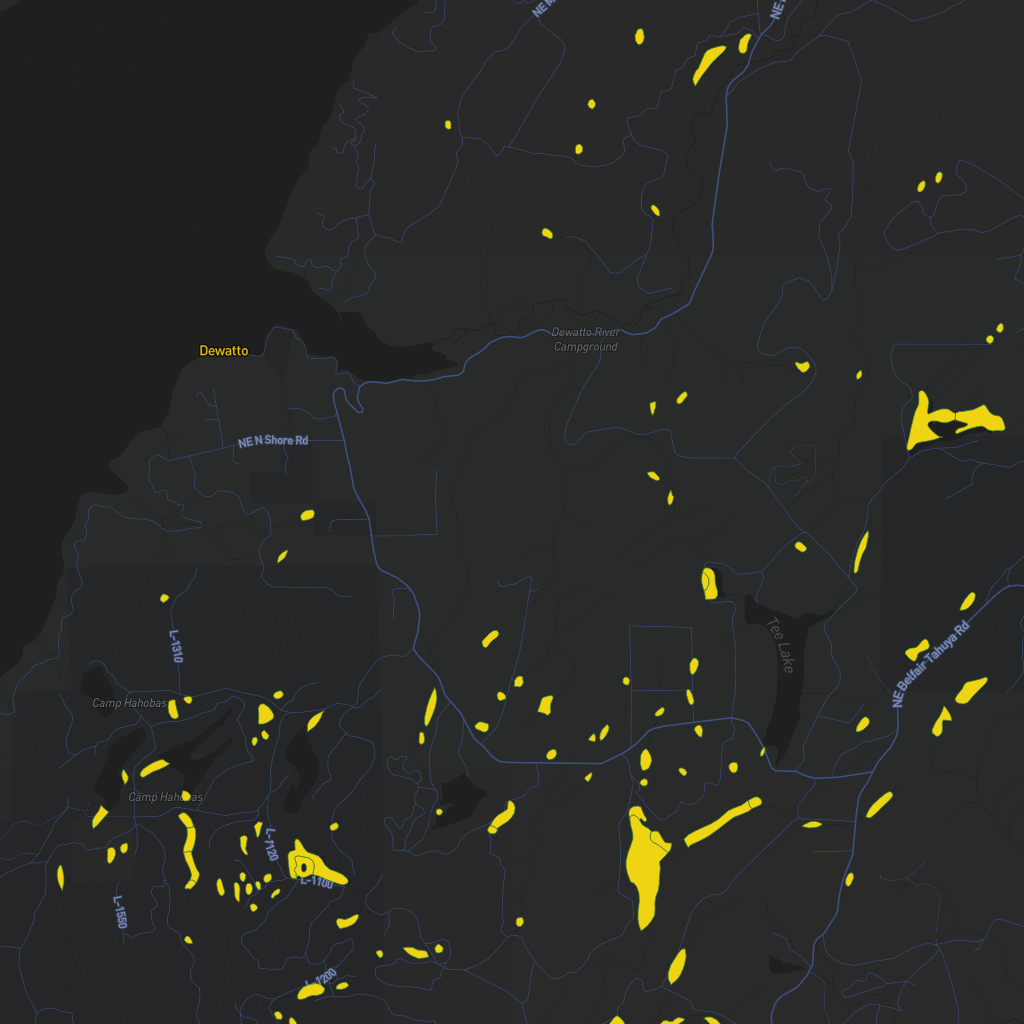 Dewatto River
Campground
Dewatto
NE N Shore Rd
Tee Lake
L-1310
NE Belfair Tahuya Rd
Camp Hahobas
Camp Hahobas
L-1120
L-1100
L-1550
L-1200